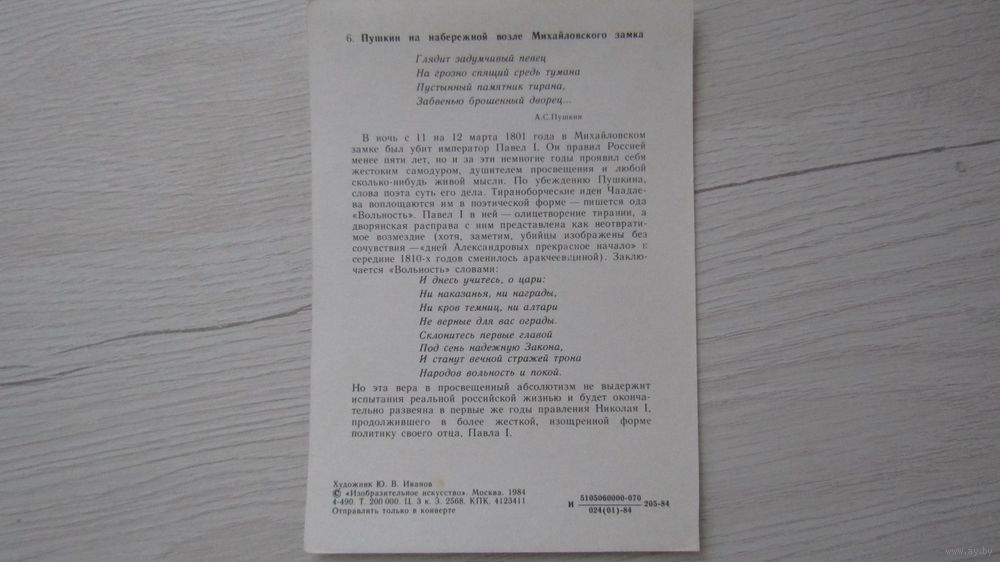 6. Пушкин на набережной возле Михайловского замка
Глядит задумчивый певец
На грозно спящий средь тумана
Пустынный памятник тирана,
Забвенью брошенный дворец...
А.С.Пушкин
В ночь с 11 на 12 марта 1801 года в Михайловском
замке был убит император Павел I. Он правил Россией
менее пяти лет, но и за эти немногие годы проявил себя
жестоким самодуром, душителем просвещения и любой
сколько-нибудь живой мысли. По убеждению Пушкина,
слова поэта суть его дела. Тираноборческие идеи Чаадае-
ва воплощаются им в поэтической форме — пишется ода
«Вольность». Павел I в ней — олицетворение тирании, а
дворянская расправа с ним представлена как неотврати-
мое возмездие (хотя, заметим, убийцы изображены без
сочувствия —«дней Александровых прекрасное начало» к
середине 1810-х годов сменилось аракчеевщиной). Заклю-
чается «Вольность» словами:
И днесь учитесь, о цари:
Ни наказанья, ни награды,
Ни кров темниц, ни алтари
Не верные для вас ограды.
Склонитесь первые главой
Под сень надежную Закона,
И станут вечной стражей трона
Народов вольность и покой.
Но эта вера в просвещенный абсолютизм не выдержит
испытания реальной российской жизнью и будет оконча-
тельно развеяна в первые же годы правления Николая I,
продолжившего в более жесткой, изощренной форме
политику своего отца, Павла I.
Художник Ю. В. Иванов
© «Изобразительное искусство». Москва. 1984
4-490. Т. 200 000. Ц. 3 к. З. 2568. КПК. 4123411
Отправлять только в конверте
И 5105060000-070 205-84
024(01)-84
www.ay.by